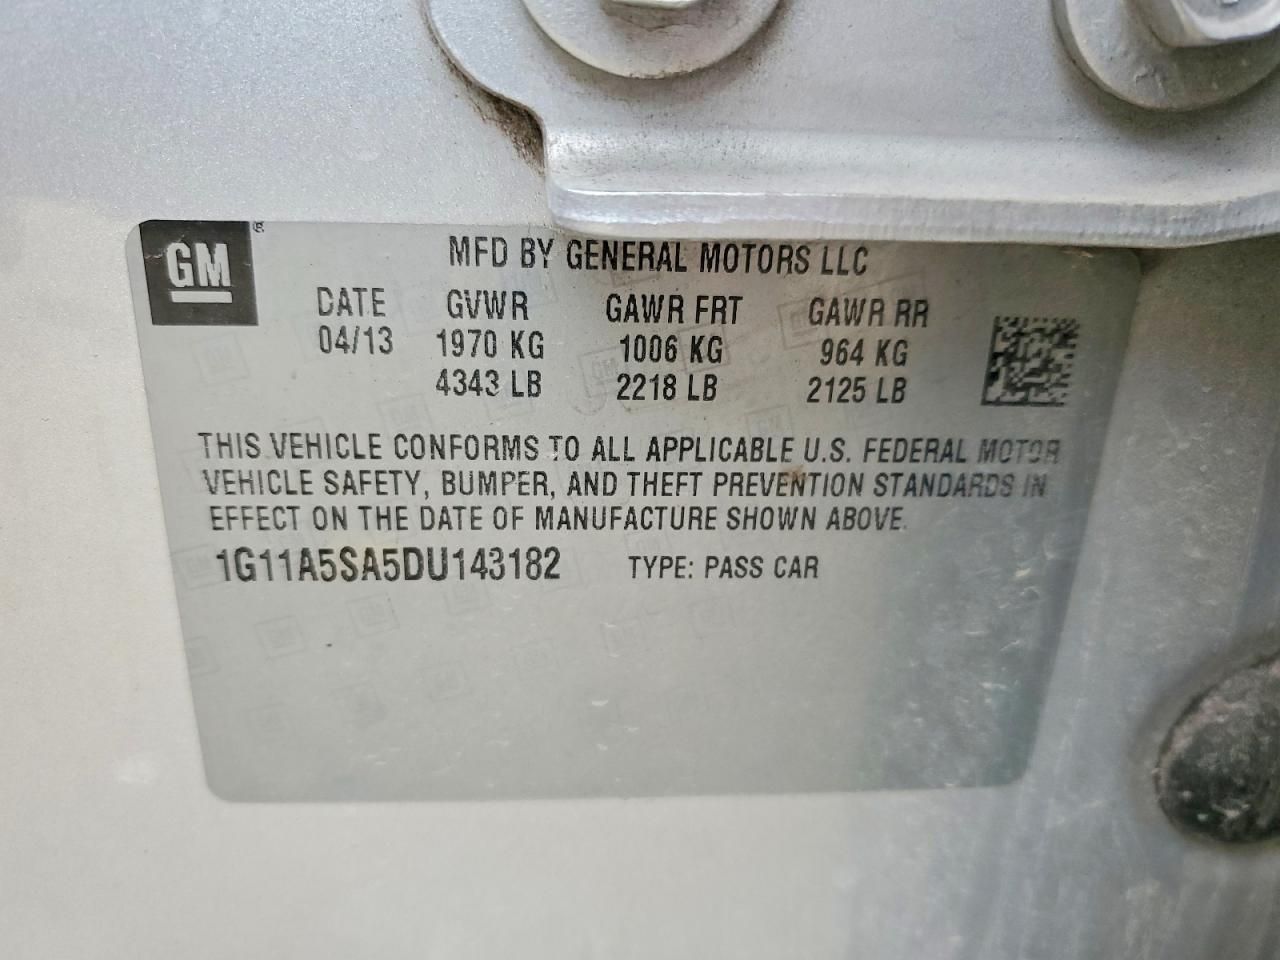 GM®
MFD BY GENERAL MOTORS LLC
DATE GVWR GAWR FRT GAWR RR
04/13 1970 KG 1006 KG 964 KG
4343 LB 2218 LB 2125 LB
THIS VEHICLE CONFORMS TO ALL APPLICABLE U.S. FEDERAL MOTOR
VEHICLE SAFETY, BUMPER, AND THEFT PREVENTION STANDARDS IN
EFFECT ON THE DATE OF MANUFACTURE SHOWN ABOVE.
1G11A5SA5DU143182 TYPE: PASS CAR